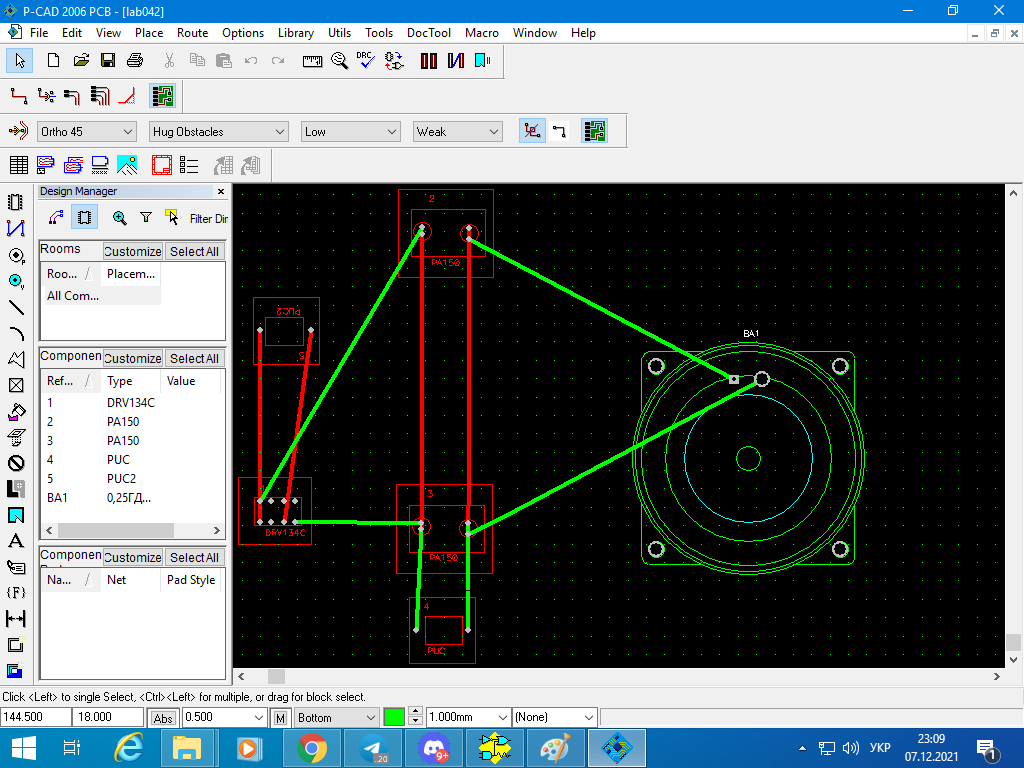 P-CAD 2006 PCB - [lab042]
File Edit View Place Route Options Library Utils Tools DocTool Macro Window Help
DRC
Ortho 45 Hug Obstacles Low Weak
Design Manager
Filter Dir
Rooms Customize Select All
Roo... / Placem...
All Com...
Componen Customize Select All
Ref... / Type Value
1 DRV134C
2 PA150
3 PA150
4 PUC
5 PUC2
BA1 0,25ГД...
Componen Customize Select All
Na... / Net Pad Style
2
PA150
PUC2
5
BA1
DRV134C
3
PA150
4
PUC
Click <Left> to single Select, <Ctrl><Left> for multiple, or drag for block select.
144.500 18.000 Abs 0.500 M Bottom 1.000mm (None)
20
9+
УКР
23:09
07.12.2021
1